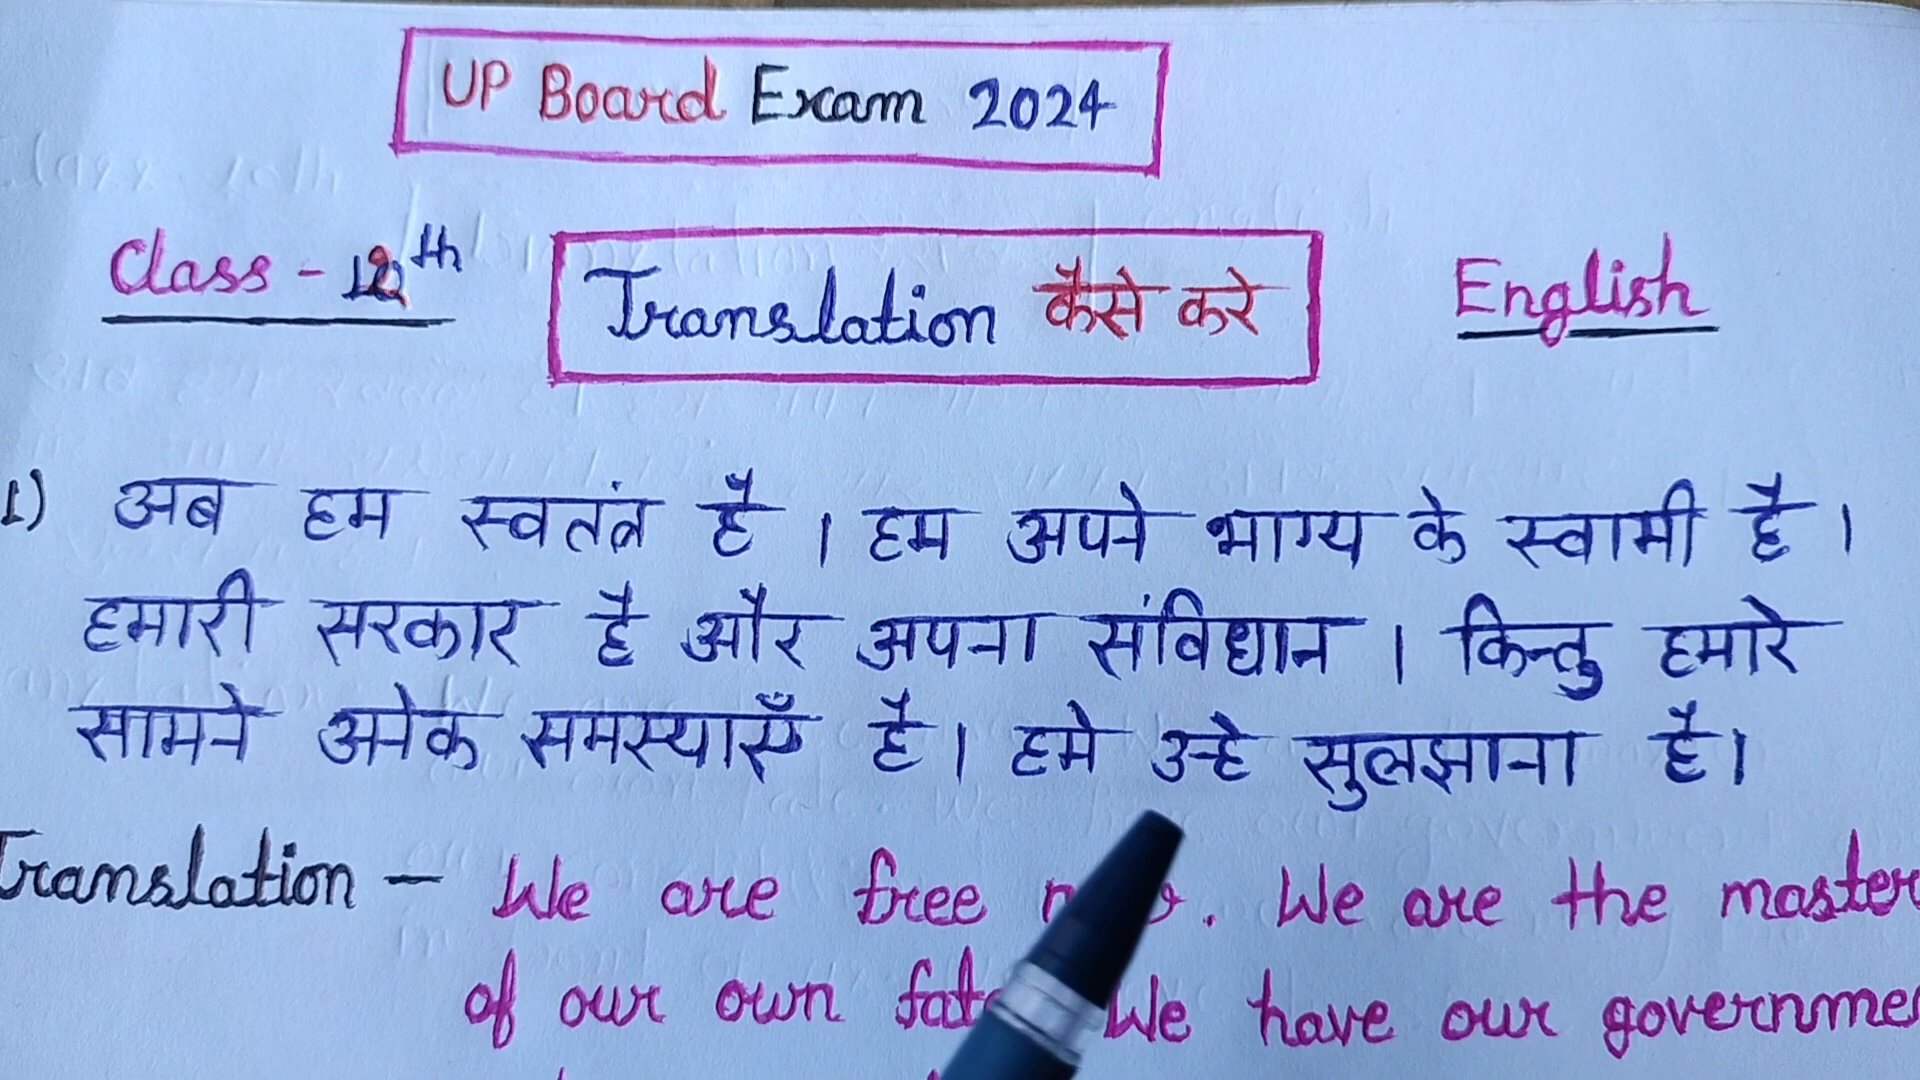 UP Board Exam 2024
Class - 12th
Translation कैसे करे
English
1) अब हम स्वतंत्र है । हम अपने भाग्य के स्वामी है ।
हमारी सरकार है और अपना संविधान । किन्तु हमारे
सामने अनेक समस्याएँ है । हमे उन्हे सुलझाना है ।
Translation - We are free . We are the master
of our own We have our governme